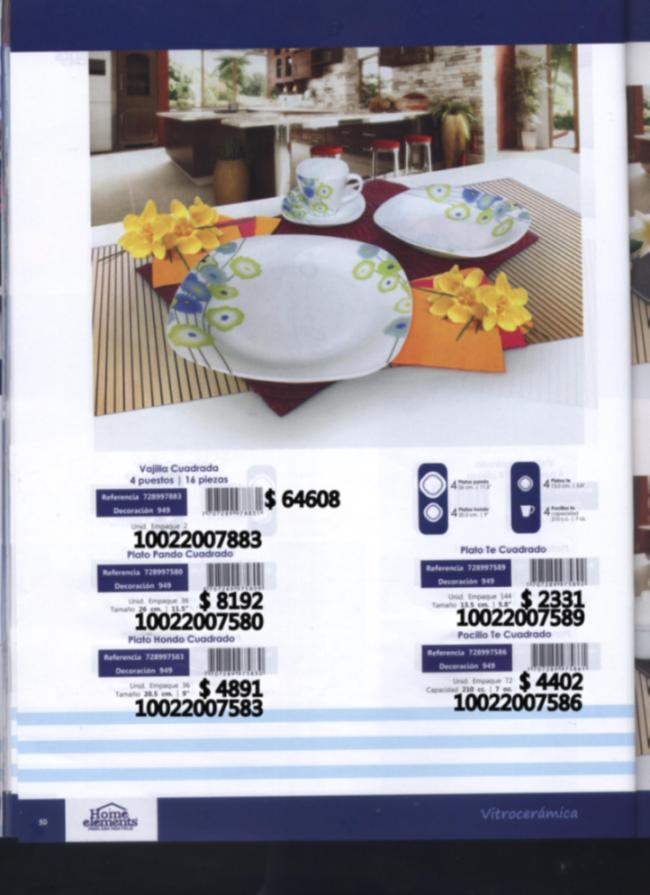 Vajilla Cuadrada
4 puestos | 16 piezas
Referencia 728997883
Decoración 949
$ 64608
Unid. Empaque 2
10022007883
Plato Pando Cuadrado
Referencia 728997580
Decoración 949
Unid. Empaque 36
Tamaño 26 cm. | 11.5"
$ 8192
10022007580
Plato Hondo Cuadrado
Referencia 728997583
Decoración 949
Unid. Empaque 36
Tamaño 20.5 cm. | 9"
$ 4891
10022007583
4 Platos pando
4 Platos hondo
4 Platos te
4 Pocillos te
capacidad
Plato Te Cuadrado
Referencia 728997589
Decoración 949
Unid. Empaque 144
Tamaño 13.5 cm. | 5.8"
$ 2331
10022007589
Pocillo Te Cuadrado
Referencia 728997586
Decoración 949
Unid. Empaque 72
Capacidad 210 cc. | 7 oz.
$ 4402
10022007586
50
Home
elements
Vitrocerámica